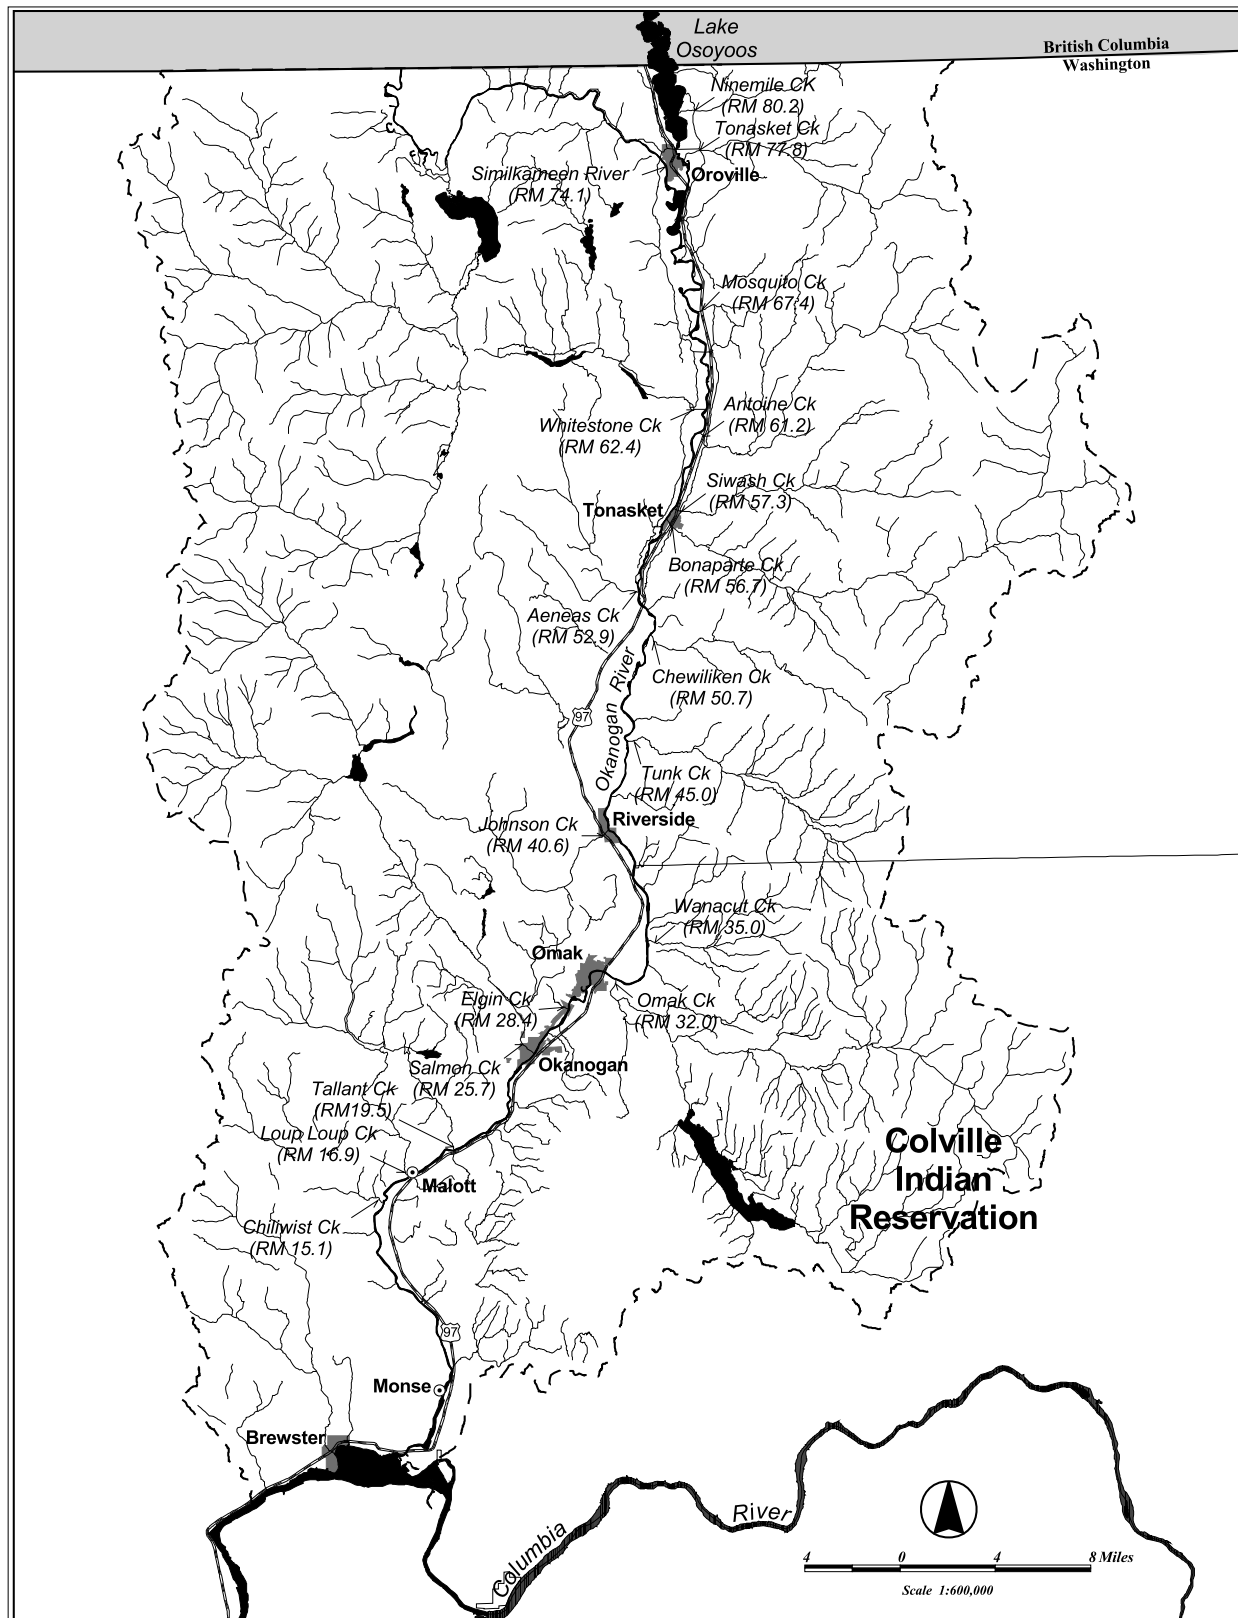 Lake
Osoyoos
British Columbia
Washington
Ninemile CK
(RM 80.2)
Tonasket Ck
(RM 77.8)
Similkameen River
(RM 74.1)
Oroville
Mosquito Ck
(RM 67.4)
Antoine Ck
(RM 61.2)
Whitestone Ck
(RM 62.4)
Siwash Ck
(RM 57.3)
Tonasket
Bonaparte Ck
(RM 56.7)
Aeneas Ck
(RM 52.9)
Chewiliken Ck
(RM 50.7)
Okanogan River
97
Tunk Ck
(RM 45.0)
Riverside
Johnson Ck
(RM 40.6)
Wanacut Ck
(RM 35.0)
Omak
Elgin Ck
(RM 28.4)
Omak Ck
(RM 32.0)
Salmon Ck
(RM 25.7)
Okanogan
Tallant Ck
(RM19.5)
Loup Loup Ck
(RM 16.9)
Malott
Colville
Indian
Reservation
Chiliwist Ck
(RM 15.1)
97
Monse
Brewster
Columbia
River
4 0 4 8 Miles
Scale 1:600,000